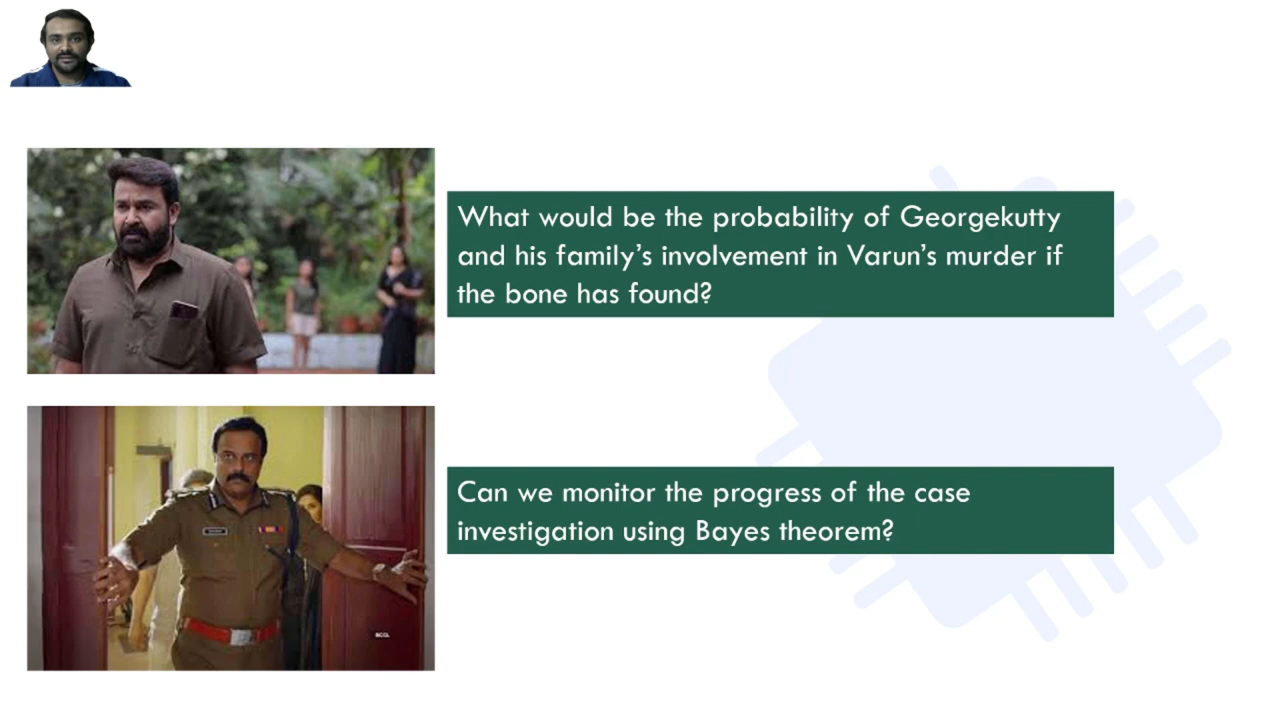 What would be the probability of Georgekutty
and his family's involvement in Varun's murder if
the bone has found?
Can we monitor the progress of the case
investigation using Bayes theorem?
BCCL